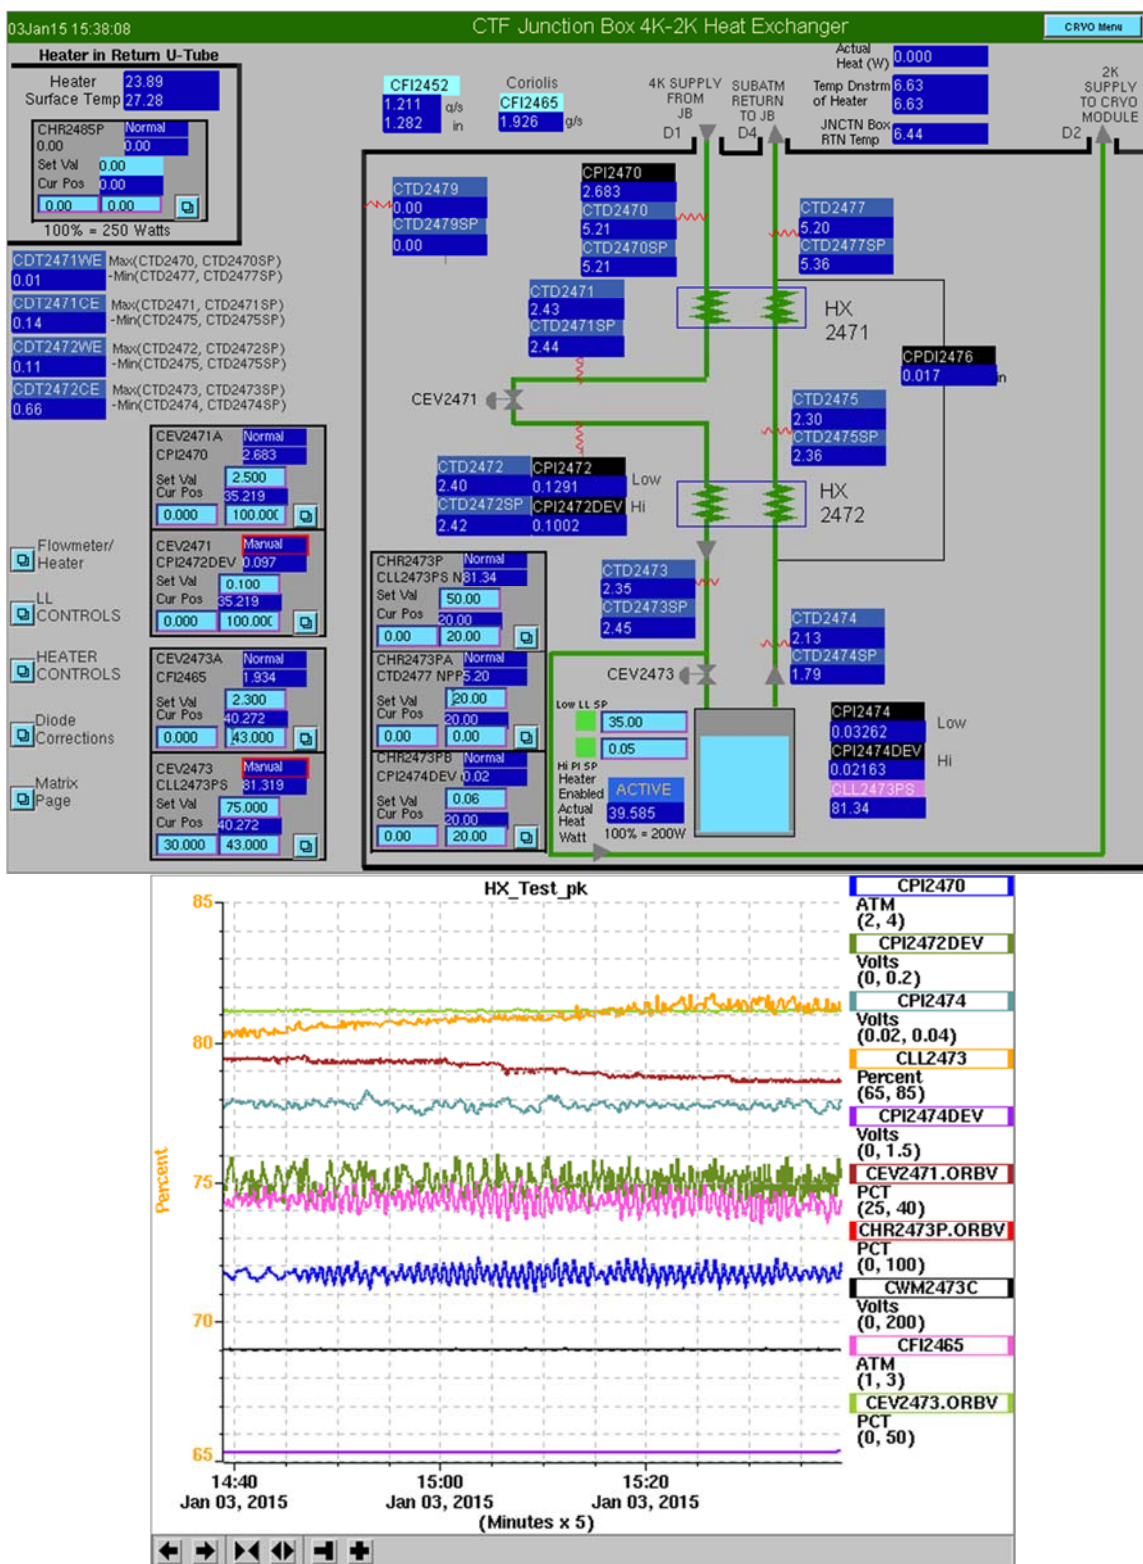 03Jan15 15:38:08
CTF Junction Box 4K-2K Heat Exchanger
CRYO Menu
Heater in Return U-Tube
Heater 23.89
Surface Temp 27.28
CHR2485P Normal
0.00 0.00
Set Val 0.00
Cur Pos 0.00
0.00 0.00
100% = 250 Watts
CFI2452
1.211 g/s
1.282 in
Coriolis
CFI2465
1.926 g/s
4K SUPPLY
FROM
JB
D1
SUBATM
RETURN
TO JB
D4
Actual
Heat (W) 0.000
Temp Dnstrm 6.63
of Heater 6.63
JNCTN Box
RTN Temp 6.44
2K
SUPPLY
TO CRYO
MODULE
D2
CTD2479
0.00
CTD2479SP
0.00
CPI2470
2.683
CTD2470
5.21
CTD2470SP
5.21
CTD2477
5.20
CTD2477SP
5.36
CDT2471WE Max(CTD2470, CTD2470SP)
0.01 -Min(CTD2477, CTD2477SP)
CDT2471CE Max(CTD2471, CTD2471SP)
0.14 -Min(CTD2475, CTD2475SP)
CDT2472WE Max(CTD2472, CTD2472SP)
0.11 -Min(CTD2475, CTD2475SP)
CDT2472CE Max(CTD2473, CTD2473SP)
0.66 -Min(CTD2474, CTD2474SP)
CTD2471
2.43
CTD2471SP
2.44
HX
2471
CPDI2476
0.017 in
CEV2471
CTD2475
2.30
CTD2475SP
2.36
CTD2472 CPI2472
2.40 0.1291 Low
CTD2472SP CPI2472DEV Hi
2.42 0.1002
HX
2472
CEV2471A Normal
CPI2470 2.683
Set Val 2.500
Cur Pos 35.219
0.000 100.000
CEV2471 Manual
CPI2472DEV 0.097
Set Val 0.100
Cur Pos 35.219
0.000 100.000
CEV2473A Normal
CFI2465 1.934
Set Val 2.300
Cur Pos 40.272
0.000 43.000
CEV2473 Manual
CLL2473PS 81.319
Set Val 75.000
Cur Pos 40.272
30.000 43.000
Flowmeter/
Heater
LL
CONTROLS
HEATER
CONTROLS
Diode
Corrections
Matrix
Page
CHR2473P Normal
CLL2473PS N 81.34
Set Val 50.00
Cur Pos 20.00
0.00 20.00
CHR2473PA Normal
CTD2477 NPP 5.20
Set Val 20.00
Cur Pos 20.00
0.00 0.00
CHR2473PB Normal
CPI2474DEV 0.02
Set Val 0.06
Cur Pos 20.00
0.00 20.00
CTD2473
2.35
CTD2473SP
2.45
CTD2474
2.13
CTD2474SP
1.79
CEV2473
Low LL SP
35.00
0.05
Hi PI SP
Heater
Enabled ACTIVE
Actual
Heat 39.585
Watt 100% = 200W
CPI2474
0.03262 Low
CPI2474DEV
0.02163 Hi
CLL2473PS
81.34
HX_Test_pk
85
80
75
70
65
Percent
14:40 15:00 15:20
Jan 03, 2015 Jan 03, 2015 Jan 03, 2015
(Minutes x 5)
CPI2470
ATM
(2, 4)
CPI2472DEV
Volts
(0, 0.2)
CPI2474
Volts
(0.02, 0.04)
CLL2473
Percent
(65, 85)
CPI2474DEV
Volts
(0, 1.5)
CEV2471.ORBV
PCT
(25, 40)
CHR2473P.ORBV
PCT
(0, 100)
CWM2473C
Volts
(0, 200)
CFI2465
ATM
(1, 3)
CEV2473.ORBV
PCT
(0, 50)